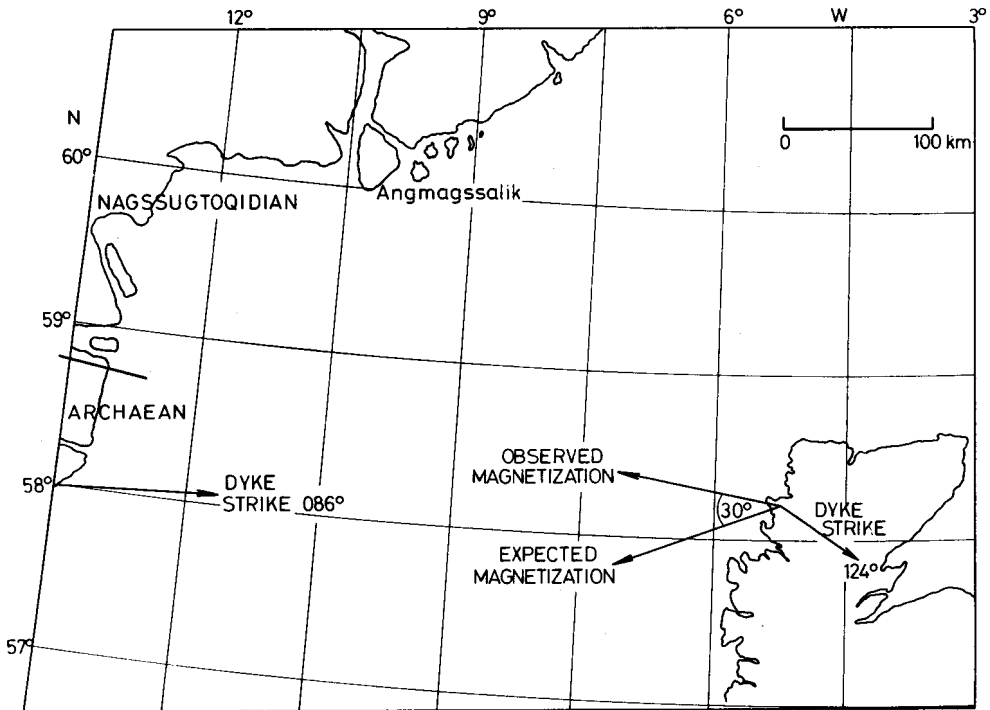 12° 9° 6° W 3°
N
0 100 km
60°
Angmagssalik
NAGSSUGTOQIDIAN
59°
ARCHAEAN
58°
DYKE
STRIKE 086°
OBSERVED
MAGNETIZATION
30°
DYKE
STRIKE
EXPECTED
MAGNETIZATION
124°
57°